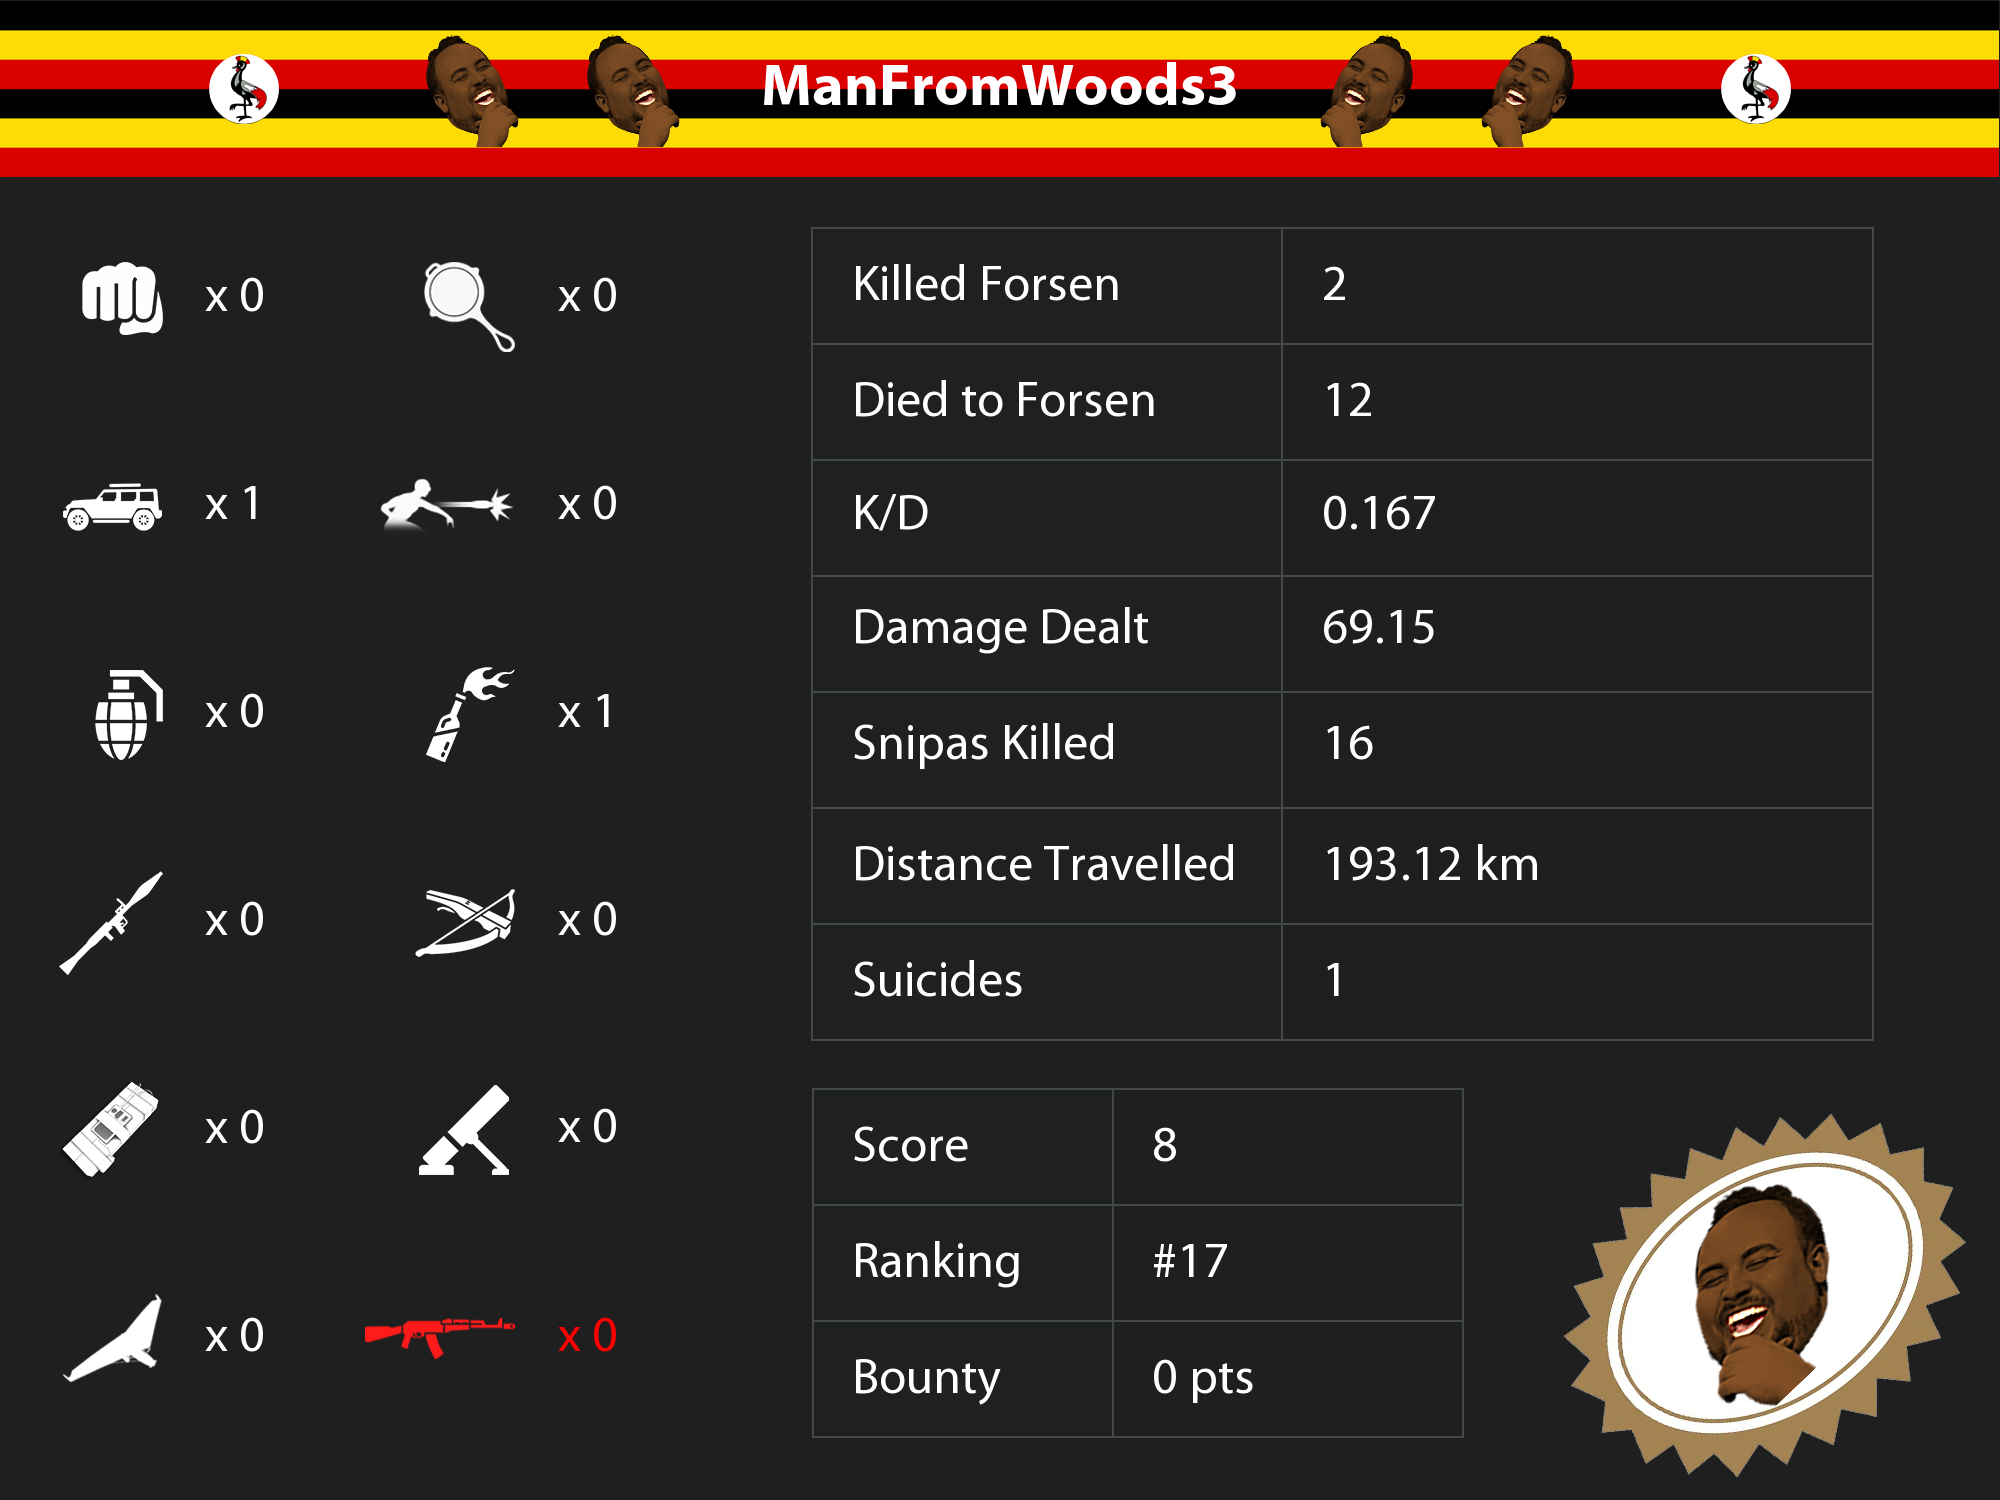 ManFromWoods3
x 0
x 0
x 1
x 0
x 0
x 1
x 0
x 0
x 0
x 0
x 0
x 0
Killed Forsen 2
Died to Forsen 12
K/D 0.167
Damage Dealt 69.15
Snipas Killed 16
Distance Travelled 193.12 km
Suicides 1
Score 8
Ranking #17
Bounty 0 pts